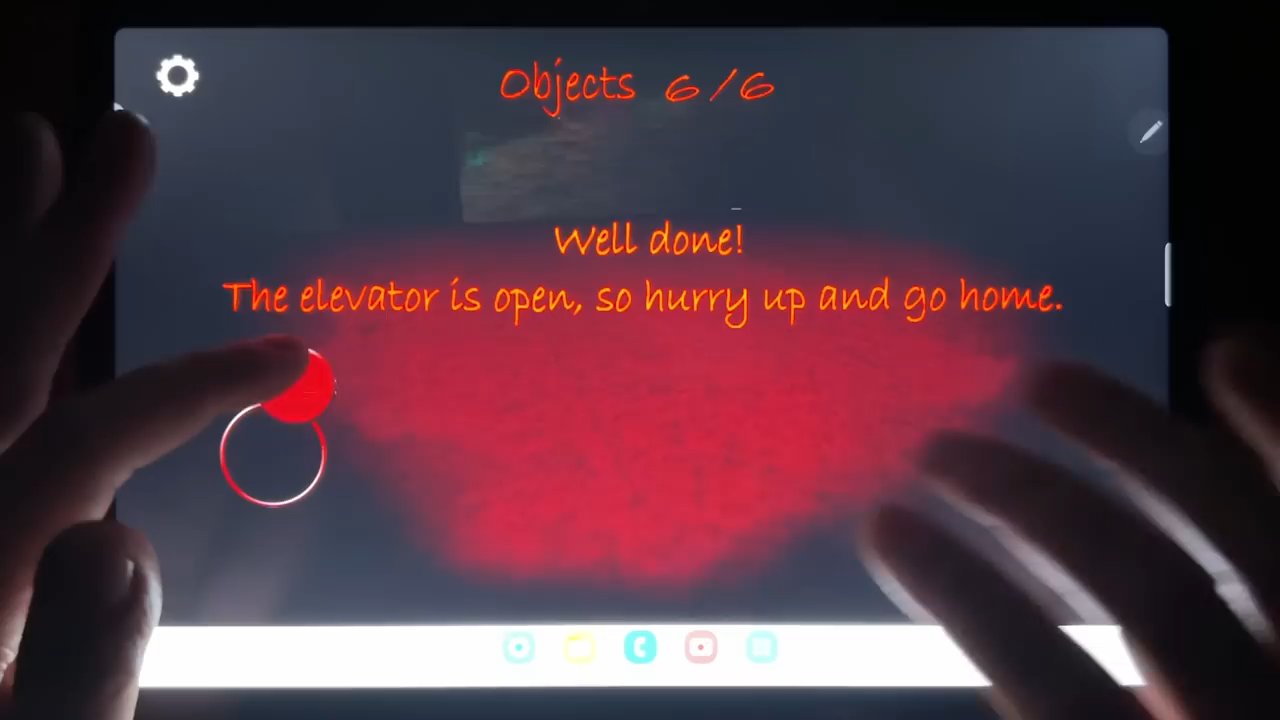 Objects 6/6
Well done!
The elevator is open, so hurry up and go home.